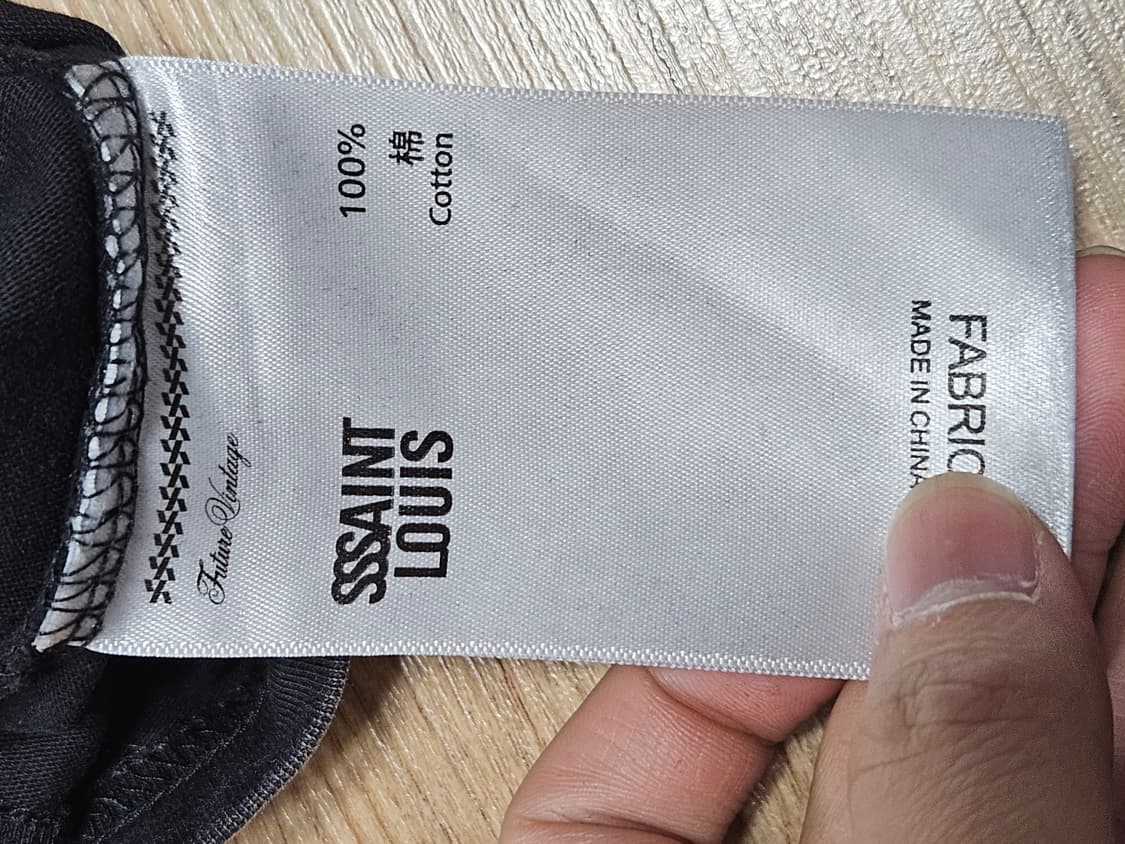 Future Vintage
SSSAINT
LOUIS
100%
棉
Cotton
FABRIC
MADE IN CHINA